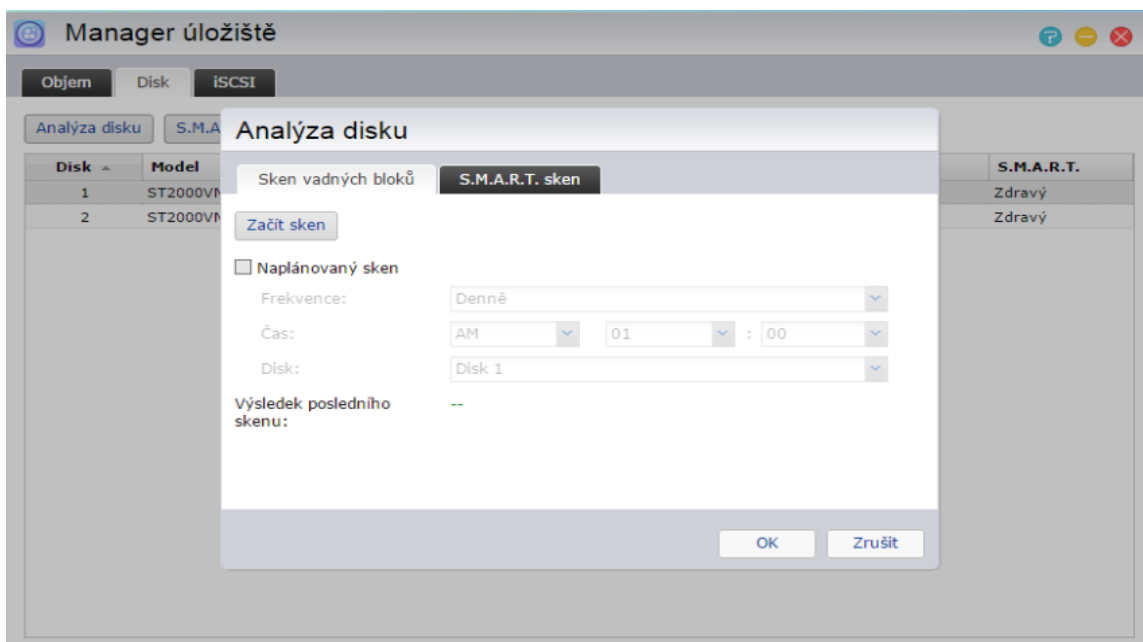 Manager úložiště
Objem Disk iSCSI
Analýza disku S.M.A
Disk Model S.M.A.R.T.
1 ST2000VN Zdravý
2 ST2000VN Zdravý
Analýza disku
Sken vadných bloků S.M.A.R.T. sken
Začít sken
Naplánovaný sken
Frekvence: Denně
Čas: AM 01 : 00
Disk: Disk 1
Výsledek posledního --
skenu:
OK Zrušit